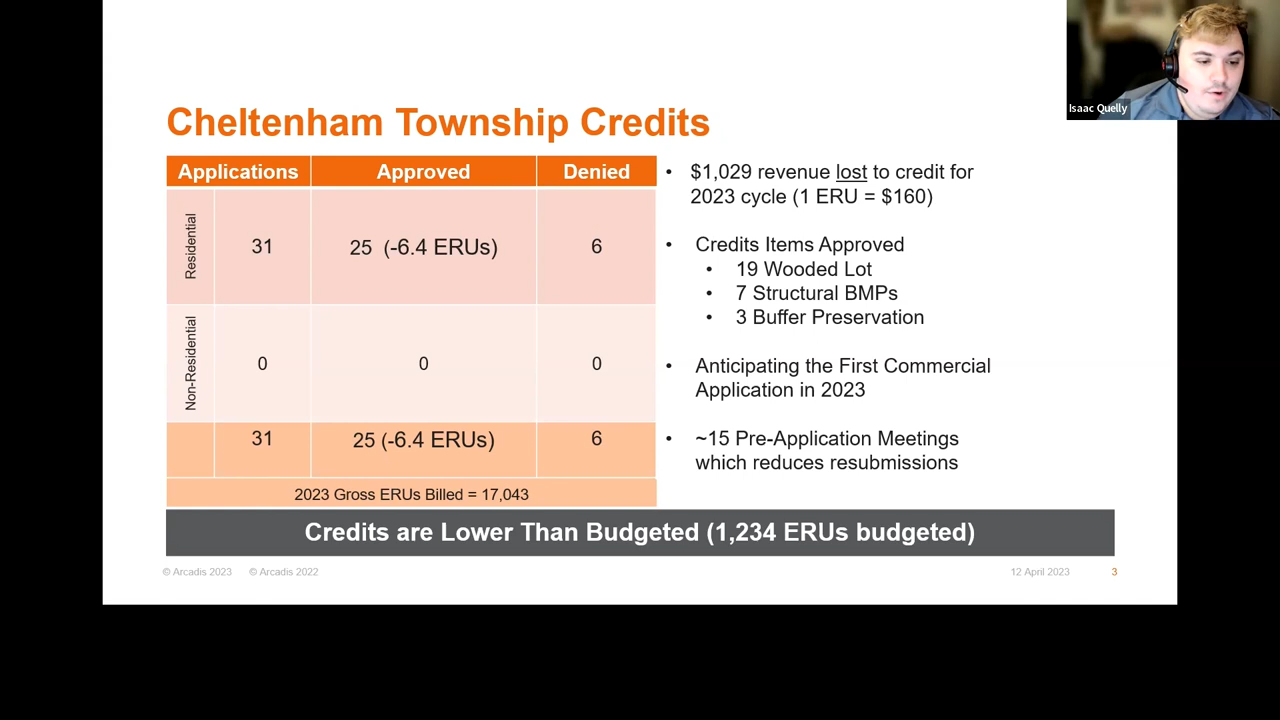 Isaac Quelly
Cheltenham Township Credits
Applications Approved Denied
Residential 31 25 (-6.4 ERUs) 6
Non-Residential 0 0 0
31 25 (-6.4 ERUs) 6
2023 Gross ERUs Billed = 17,043
• $1,029 revenue lost to credit for
2023 cycle (1 ERU = $160)
• Credits Items Approved
• 19 Wooded Lot
• 7 Structural BMPs
• 3 Buffer Preservation
• Anticipating the First Commercial
Application in 2023
• ~15 Pre-Application Meetings
which reduces resubmissions
Credits are Lower Than Budgeted (1,234 ERUs budgeted)
© Arcadis 2023 © Arcadis 2022 12 April 2023 3